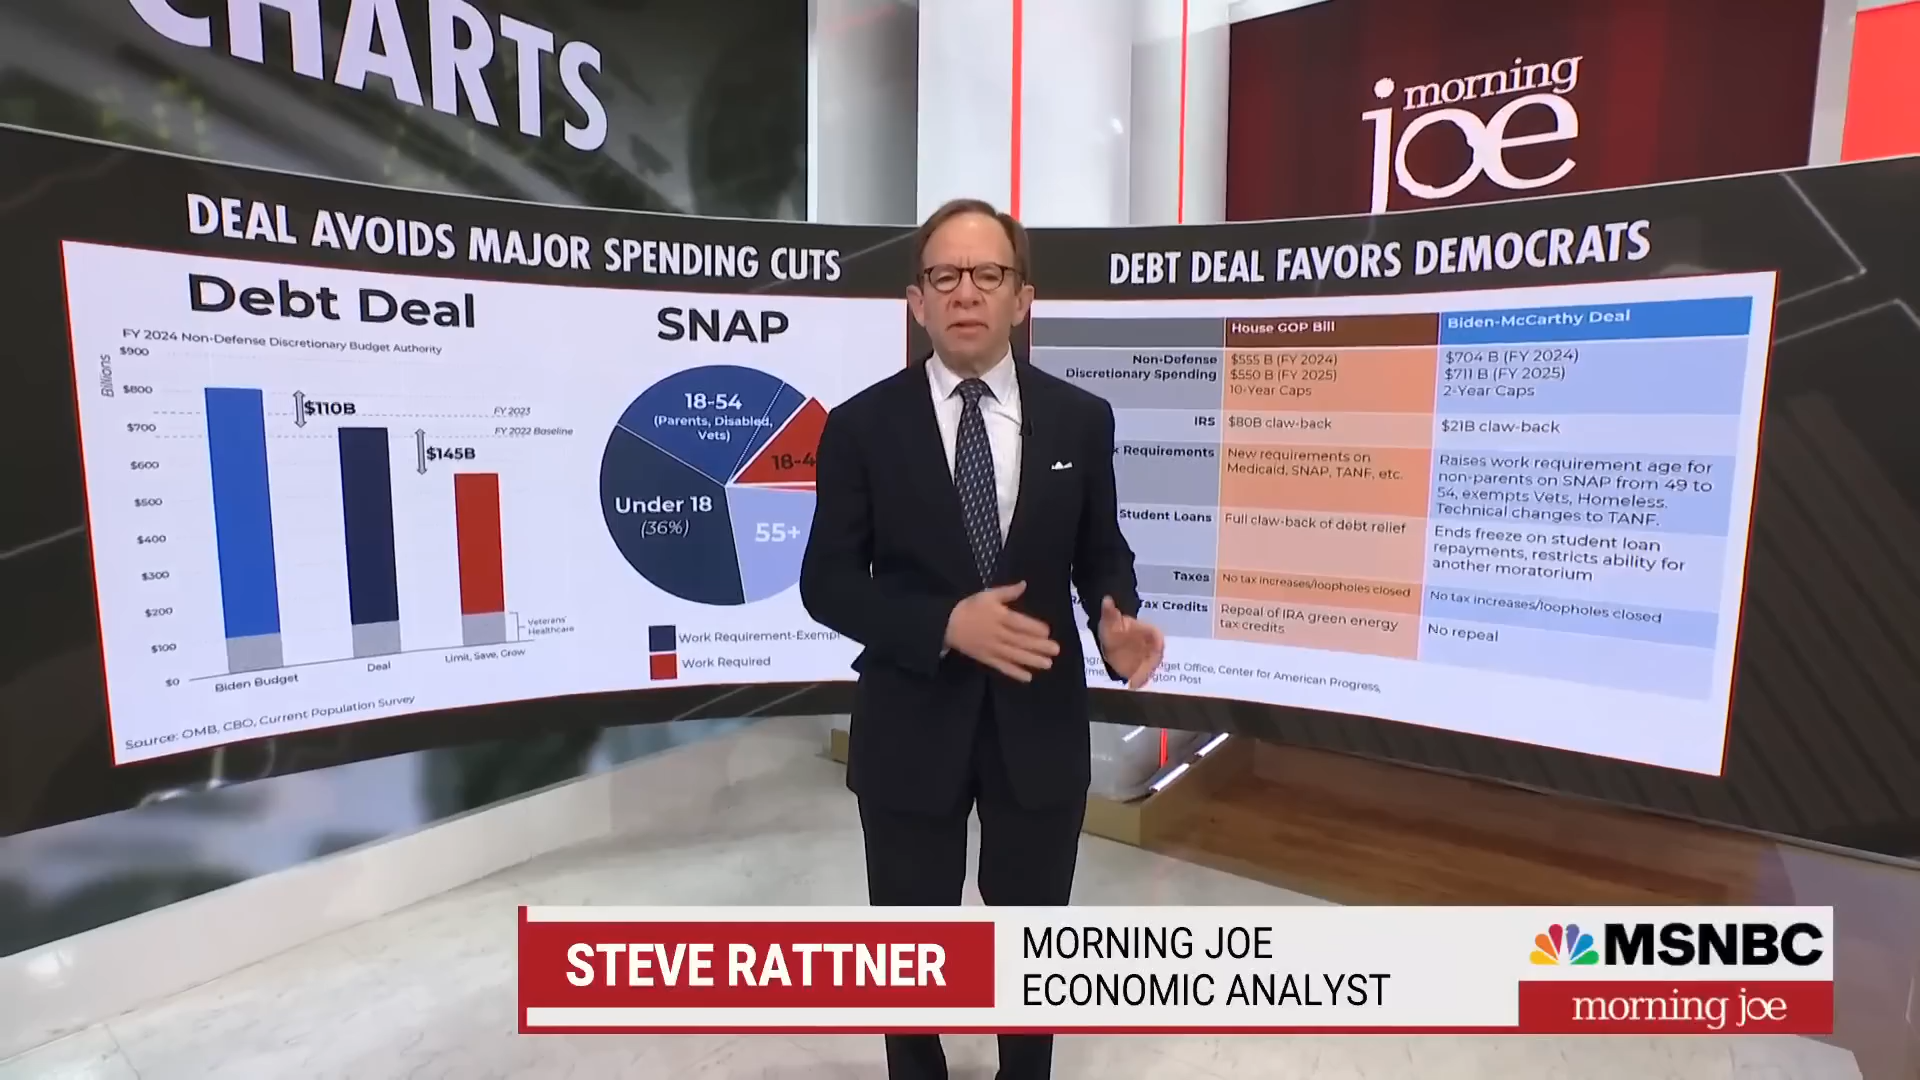 CHARTS
morning
joe
DEAL AVOIDS MAJOR SPENDING CUTS
Debt Deal
FY 2024 Non-Defense Discretionary Budget Authority
Billions
$900
$800
$700
$600
$500
$400
$300
$200
$100
$0
$110B
$145B
FY 2023
FY 2022 Baseline
Veterans'
Healthcare
Biden Budget
Deal
Limit, Save, Grow
Source: OMB, CBO, Current Population Survey
SNAP
18-54
(Parents, Disabled,
Vets)
18-4
Under 18
(36%)
55+
Work Requirement-Exemp
Work Required
DEBT DEAL FAVORS DEMOCRATS
House GOP Bill
Biden-McCarthy Deal
Non-Defense
Discretionary Spending
$555 B (FY 2024)
$550 B (FY 2025)
10-Year Caps
$704 B (FY 2024)
$711 B (FY 2025)
2-Year Caps
IRS
$80B claw-back
$21B claw-back
k Requirements
New requirements on
Medicaid, SNAP, TANF, etc.
Raises work requirement age for
non-parents on SNAP from 49 to
54, exempts Vets, Homeless.
Technical changes to TANF.
Student Loans
Full claw-back of debt relief
Ends freeze on student loan
repayments, restricts ability for
another moratorium
Taxes
No tax increases/loopholes closed
No tax increases/loopholes closed
Tax Credits
Repeal of IRA green energy
tax credits
No repeal
dget Office, Center for American Progress,
gton Post
STEVE RATTNER
MORNING JOE
ECONOMIC ANALYST
MSNBC
morning joe